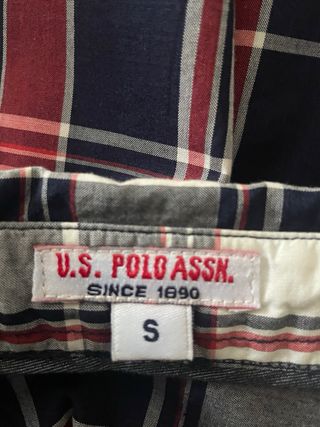 U.S. POLO ASSN.
SINCE 1890
S